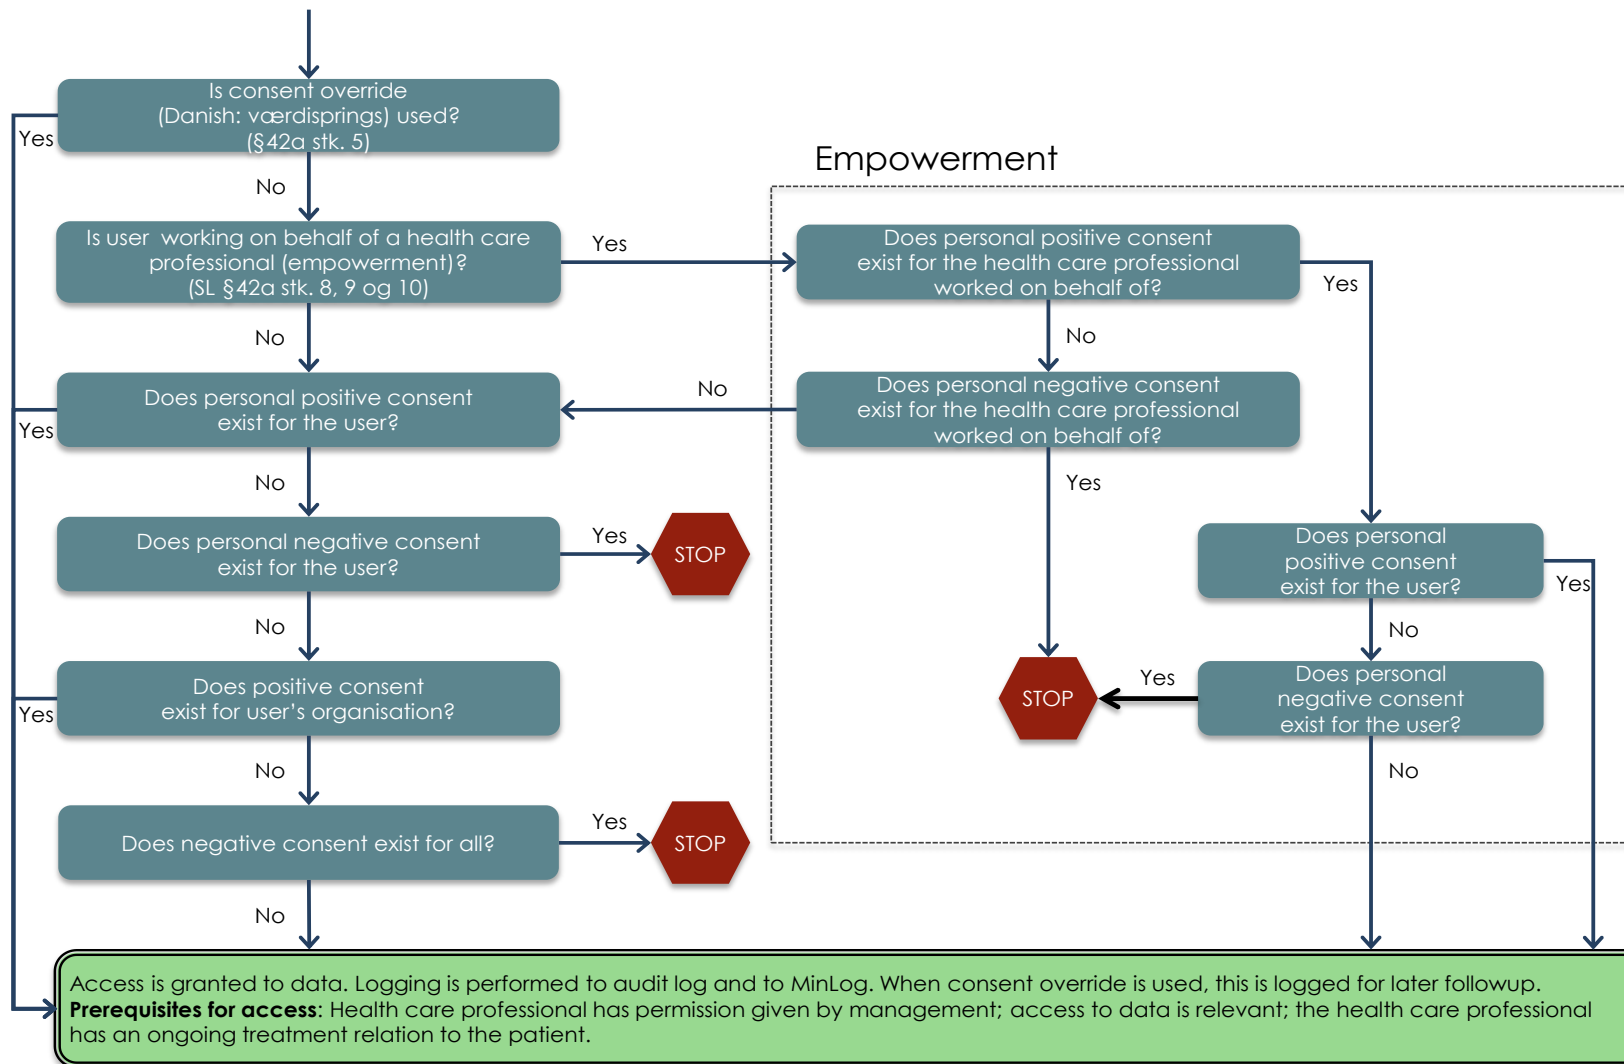 Is consent override
(Danish: værdisprings) used?
(§42a stk. 5)
Yes
No
Empowerment
Is user  working on behalf of a health care
professional (empowerment)?
(SL §42a stk. 8, 9 og 10)
Yes
Does personal positive consent
exist for the health care professional
worked on behalf of?
Yes
No
No
Does personal positive consent
exist for the user?
Yes
No
Does personal negative consent
exist for the health care professional
worked on behalf of?
No
Yes
Does personal negative consent
exist for the user?
Yes
STOP
Does personal
positive consent
exist for the user?
Yes
No
No
Does positive consent
exist for user’s organisation?
Yes
STOP
Yes
Does personal
negative consent
exist for the user?
No
No
Does negative consent exist for all?
Yes
STOP
No
Access is granted to data. Logging is performed to audit log and to MinLog. When consent override is used, this is logged for later followup.
Prerequisites for access: Health care professional has permission given by management; access to data is relevant; the health care professional
has an ongoing treatment relation to the patient.